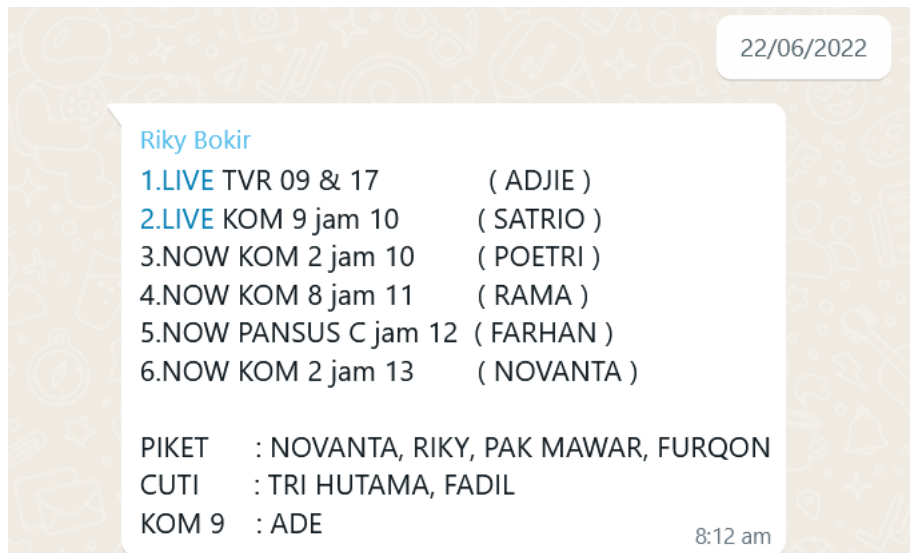 22/06/2022
Riky Bokir
1.LIVE TVR 09 & 17 ( ADJIE )
2.LIVE KOM 9 jam 10 ( SATRIO )
3.NOW KOM 2 jam 10 ( POETRI )
4.NOW KOM 8 jam 11 ( RAMA )
5.NOW PANSUS C jam 12 ( FARHAN )
6.NOW KOM 2 jam 13 ( NOVANTA )
PIKET : NOVANTA, RIKY, PAK MAWAR, FURQON
CUTI : TRI HUTAMA, FADIL
KOM 9 : ADE
8:12 am